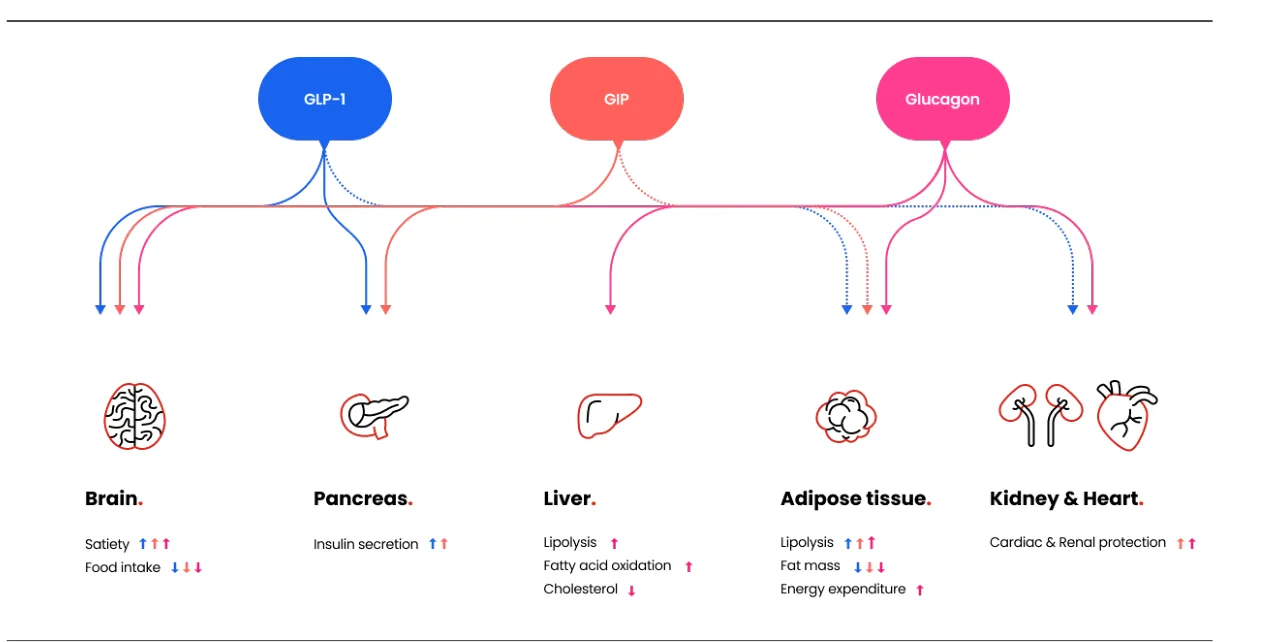 GLP-1
GIP
Glucagon
Brain.
Satiety ↑↑↑
Food intake ↓↓↓
Pancreas.
Insulin secretion ↑↑
Liver.
Lipolysis ↑
Fatty acid oxidation ↑
Cholesterol ↓
Adipose tissue.
Lipolysis ↑↑↑
Fat mass ↓↓↓
Energy expenditure ↑
Kidney & Heart.
Cardiac & Renal protection ↑↑